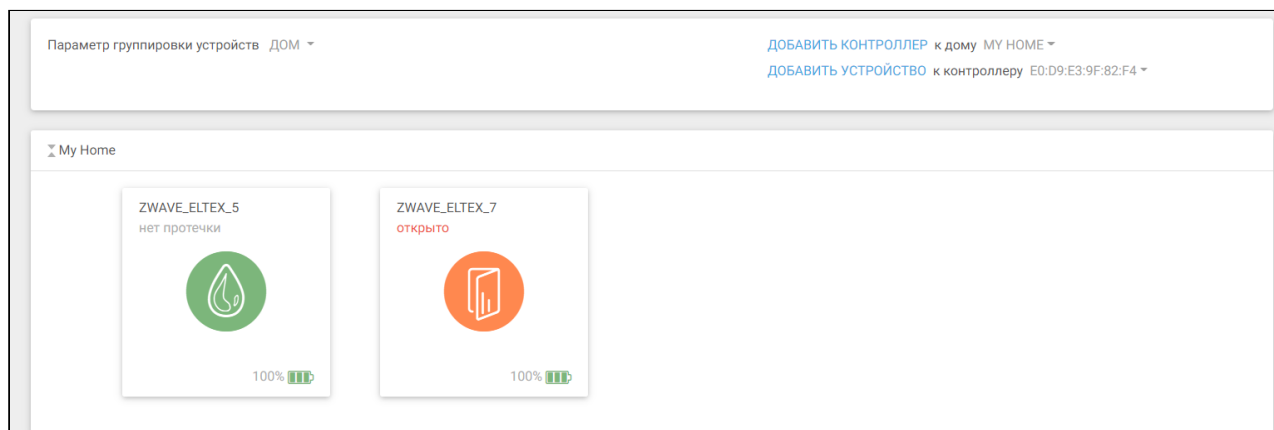 Параметр группировки устройств ДОМ
ДОБАВИТЬ КОНТРОЛЛЕР к дому MY HOME
ДОБАВИТЬ УСТРОЙСТВО к контроллеру E0:D9:E3:9F:82:F4
My Home
ZWAVE_ELTEX_5
нет протечки
100%
ZWAVE_ELTEX_7
открыто
100%